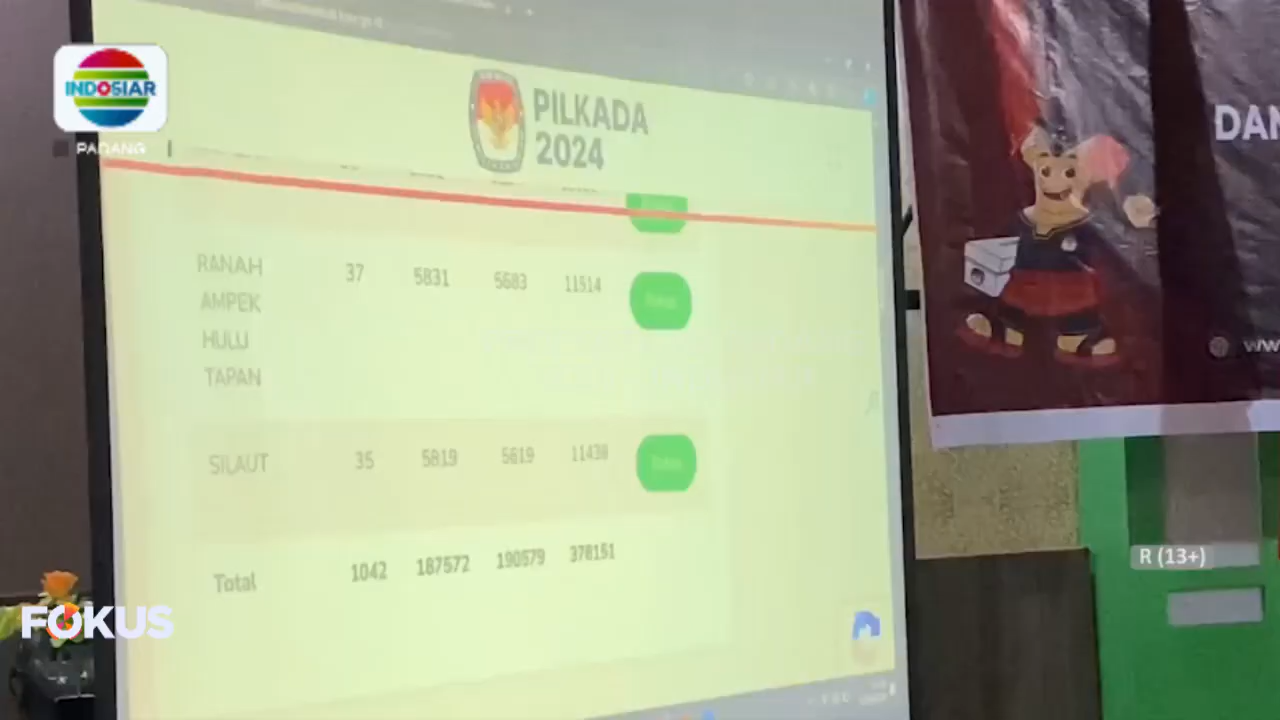 INDOSIAR
PADANG
PILKADA
2024
DAN
RANAH 37 5831 5683 11514
AMPEK
HULU
TAPAN
SILAUT 35 5819 5619 11438
Total 1042 187572 190579 378151
www
R (13+)
FOKUS